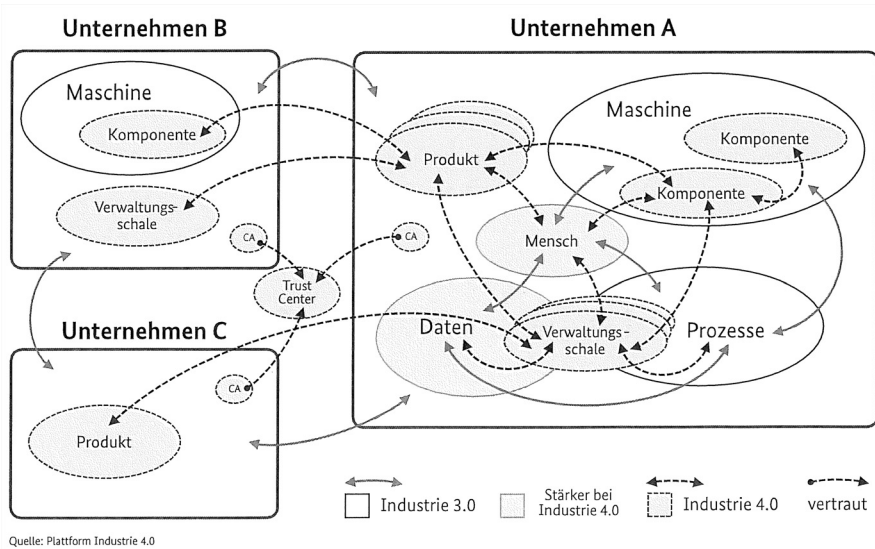 Unternehmen B
Unternehmen A
Maschine
Komponente
Verwaltungs-
schale
CA
Produkt
Maschine
Komponente
Komponente
CA
Mensch
Trust
Center
Daten
Verwaltungs-
schale
Prozesse
Unternehmen C
CA
Produkt
Industrie 3.0
Stärker bei
Industrie 4.0
Industrie 4.0
vertraut
Quelle: Plattform Industrie 4.0